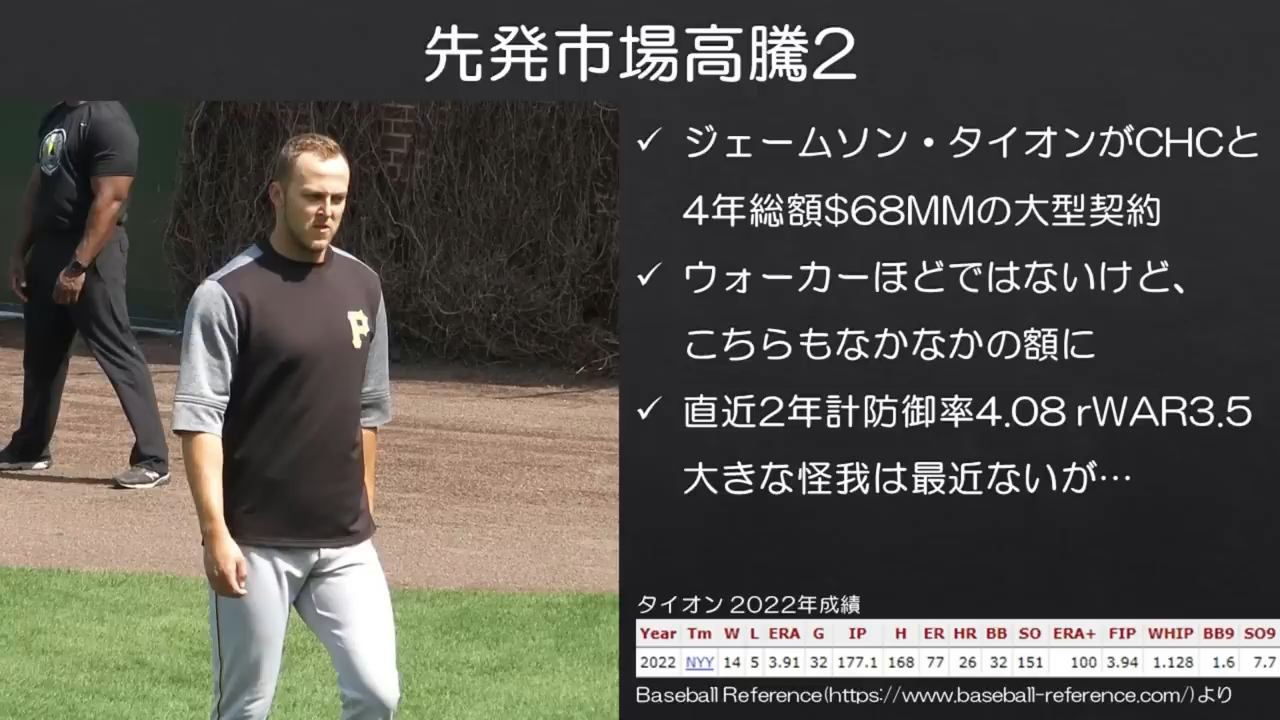 先発市場高騰2
✓ ジェームソン・タイオンがCHCと
4年総額$68MMの大型契約
✓ ウォーカーほどではないけど、
こちらもなかなかの額に
✓ 直近2年計防御率4.08 rWAR3.5
大きな怪我は最近ないが…
P
タイオン 2022年成績
Year Tm W L ERA G IP H ER HR BB SO ERA+ FIP WHIP BB9 SO9
2022 NYY 14 5 3.91 32 177.1 168 77 26 32 151 100 3.94 1.128 1.6 7.7
Baseball Reference(https://www.baseball-reference.com/)より